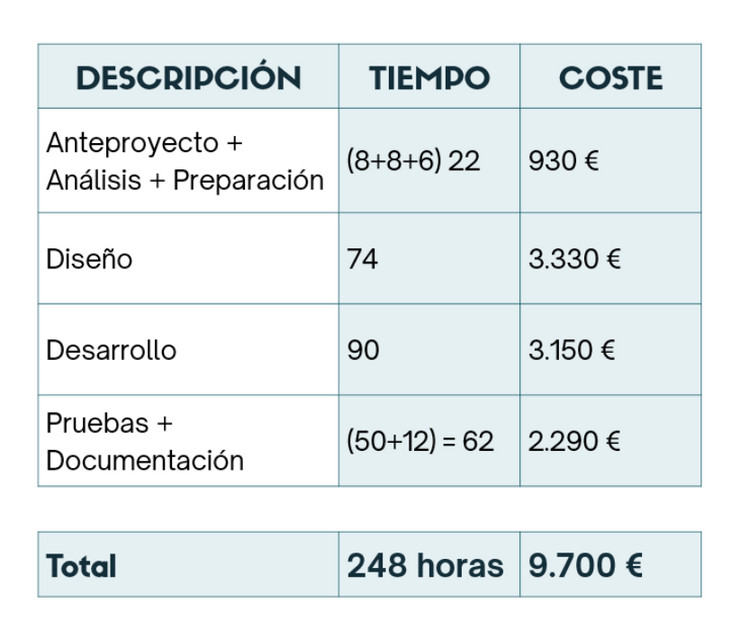 DESCRIPCIÓN TIEMPO COSTE
Anteproyecto +
Análisis + Preparación (8+8+6) 22 930 €
Diseño 74 3.330 €
Desarrollo 90 3.150 €
Pruebas +
Documentación (50+12) = 62 2.290 €
Total 248 horas 9.700 €